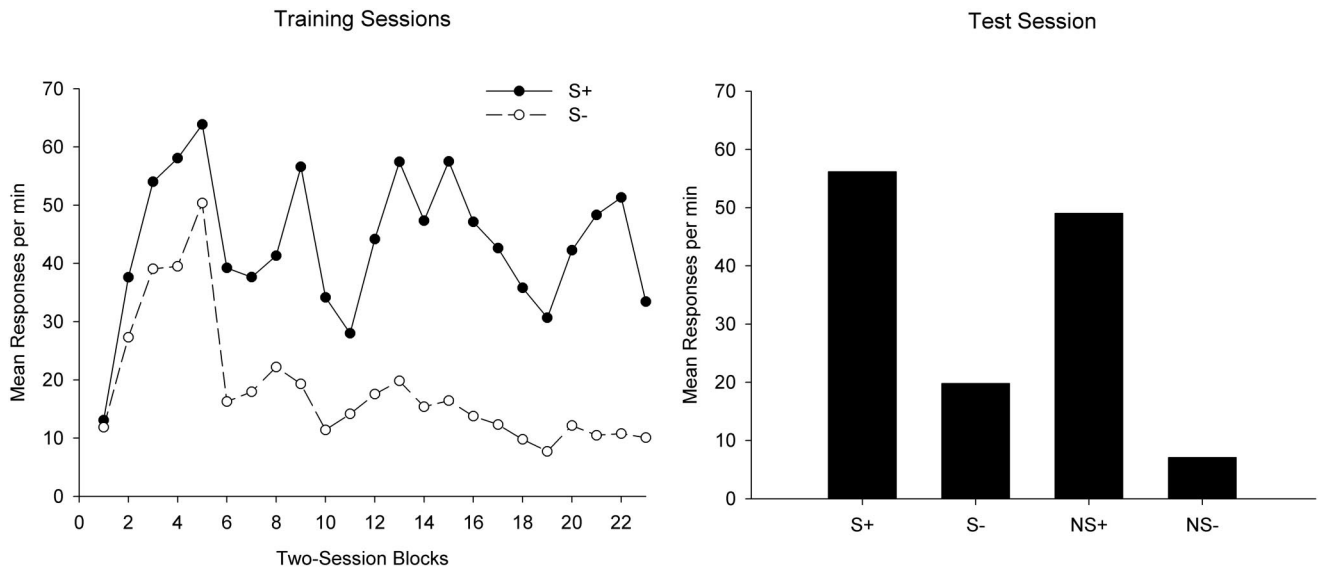 Training Sessions
Test Session
S+
S-
70
60
50
40
30
20
10
0
Mean Responses per min
0 2 4 6 8 10 12 14 16 18 20 22
Two-Session Blocks
70
60
50
40
30
20
10
0
Mean Responses per min
S+ S- NS+ NS-